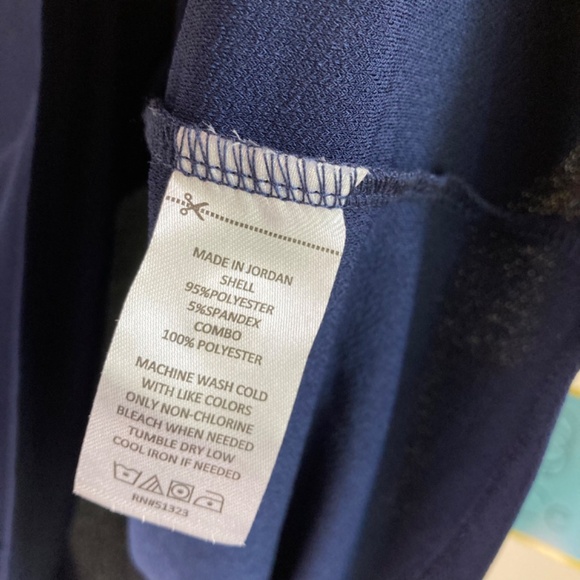 MADE IN JORDAN
SHELL
95%POLYESTER
5%SPANDEX
COMBO
100% POLYESTER
MACHINE WASH COLD
WITH LIKE COLORS
ONLY NON-CHLORINE
BLEACH WHEN NEEDED
TUMBLE DRY LOW
COOL IRON IF NEEDED
RN#51323